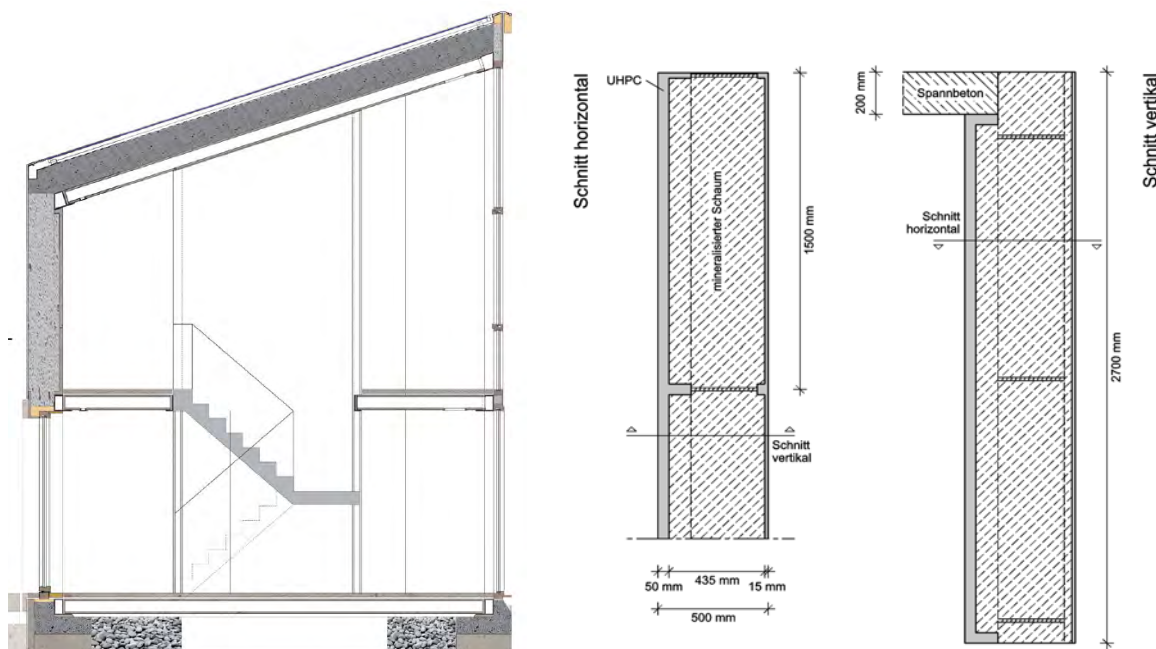 Schnitt horizontal
UHPC
mineralisierter Schaum
1500 mm
Schnitt
vertikal
50 mm
435 mm
15 mm
500 mm
200 mm
Spannbeton
Schnitt
horizontal
2700 mm
Schnitt vertikal